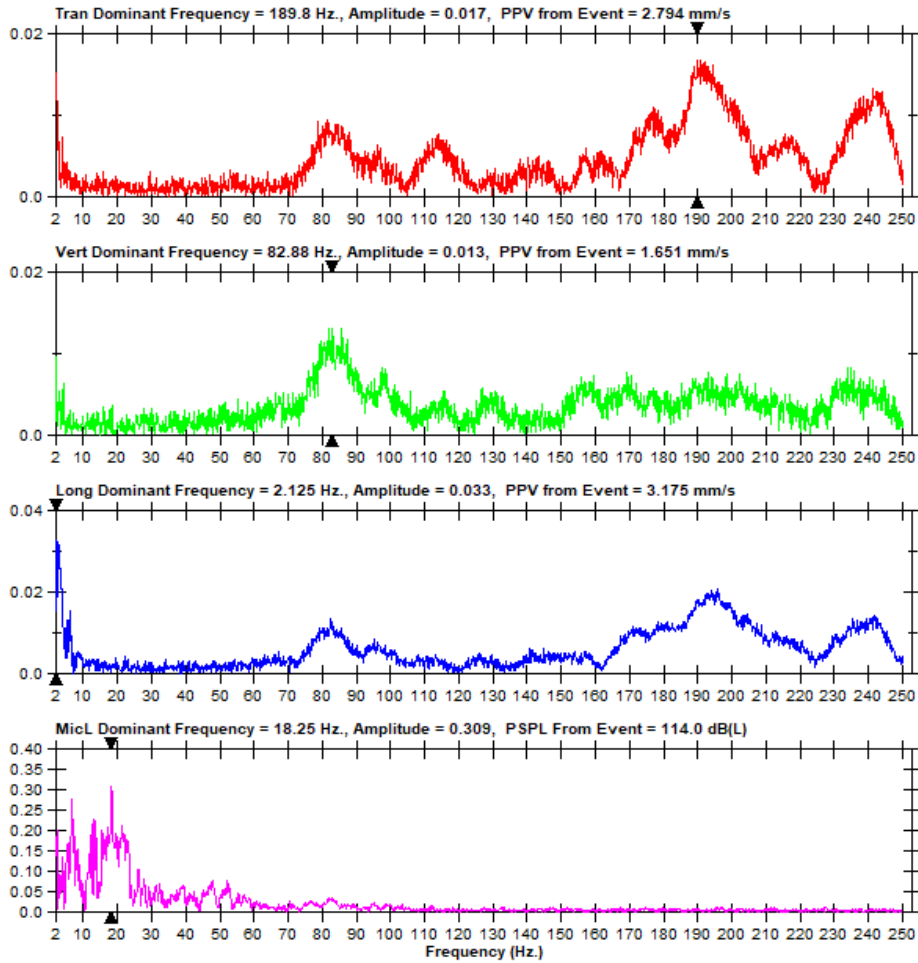 Tran Dominant Frequency = 189.8 Hz., Amplitude = 0.017, PPV from Event = 2.794 mm/s
0.02
0.0
2 10 20 30 40 50 60 70 80 90 100 110 120 130 140 150 160 170 180 190 200 210 220 230 240 250
Vert Dominant Frequency = 82.88 Hz., Amplitude = 0.013, PPV from Event = 1.651 mm/s
0.02
0.0
2 10 20 30 40 50 60 70 80 90 100 110 120 130 140 150 160 170 180 190 200 210 220 230 240 250
Long Dominant Frequency = 2.125 Hz., Amplitude = 0.033, PPV from Event = 3.175 mm/s
0.04
0.02
0.0
2 10 20 30 40 50 60 70 80 90 100 110 120 130 140 150 160 170 180 190 200 210 220 230 240 250
MicL Dominant Frequency = 18.25 Hz., Amplitude = 0.309, PSPL From Event = 114.0 dB(L)
0.40
0.35
0.30
0.25
0.20
0.15
0.10
0.05
0.0
2 10 20 30 40 50 60 70 80 90 100 110 120 130 140 150 160 170 180 190 200 210 220 230 240 250
Frequency (Hz.)